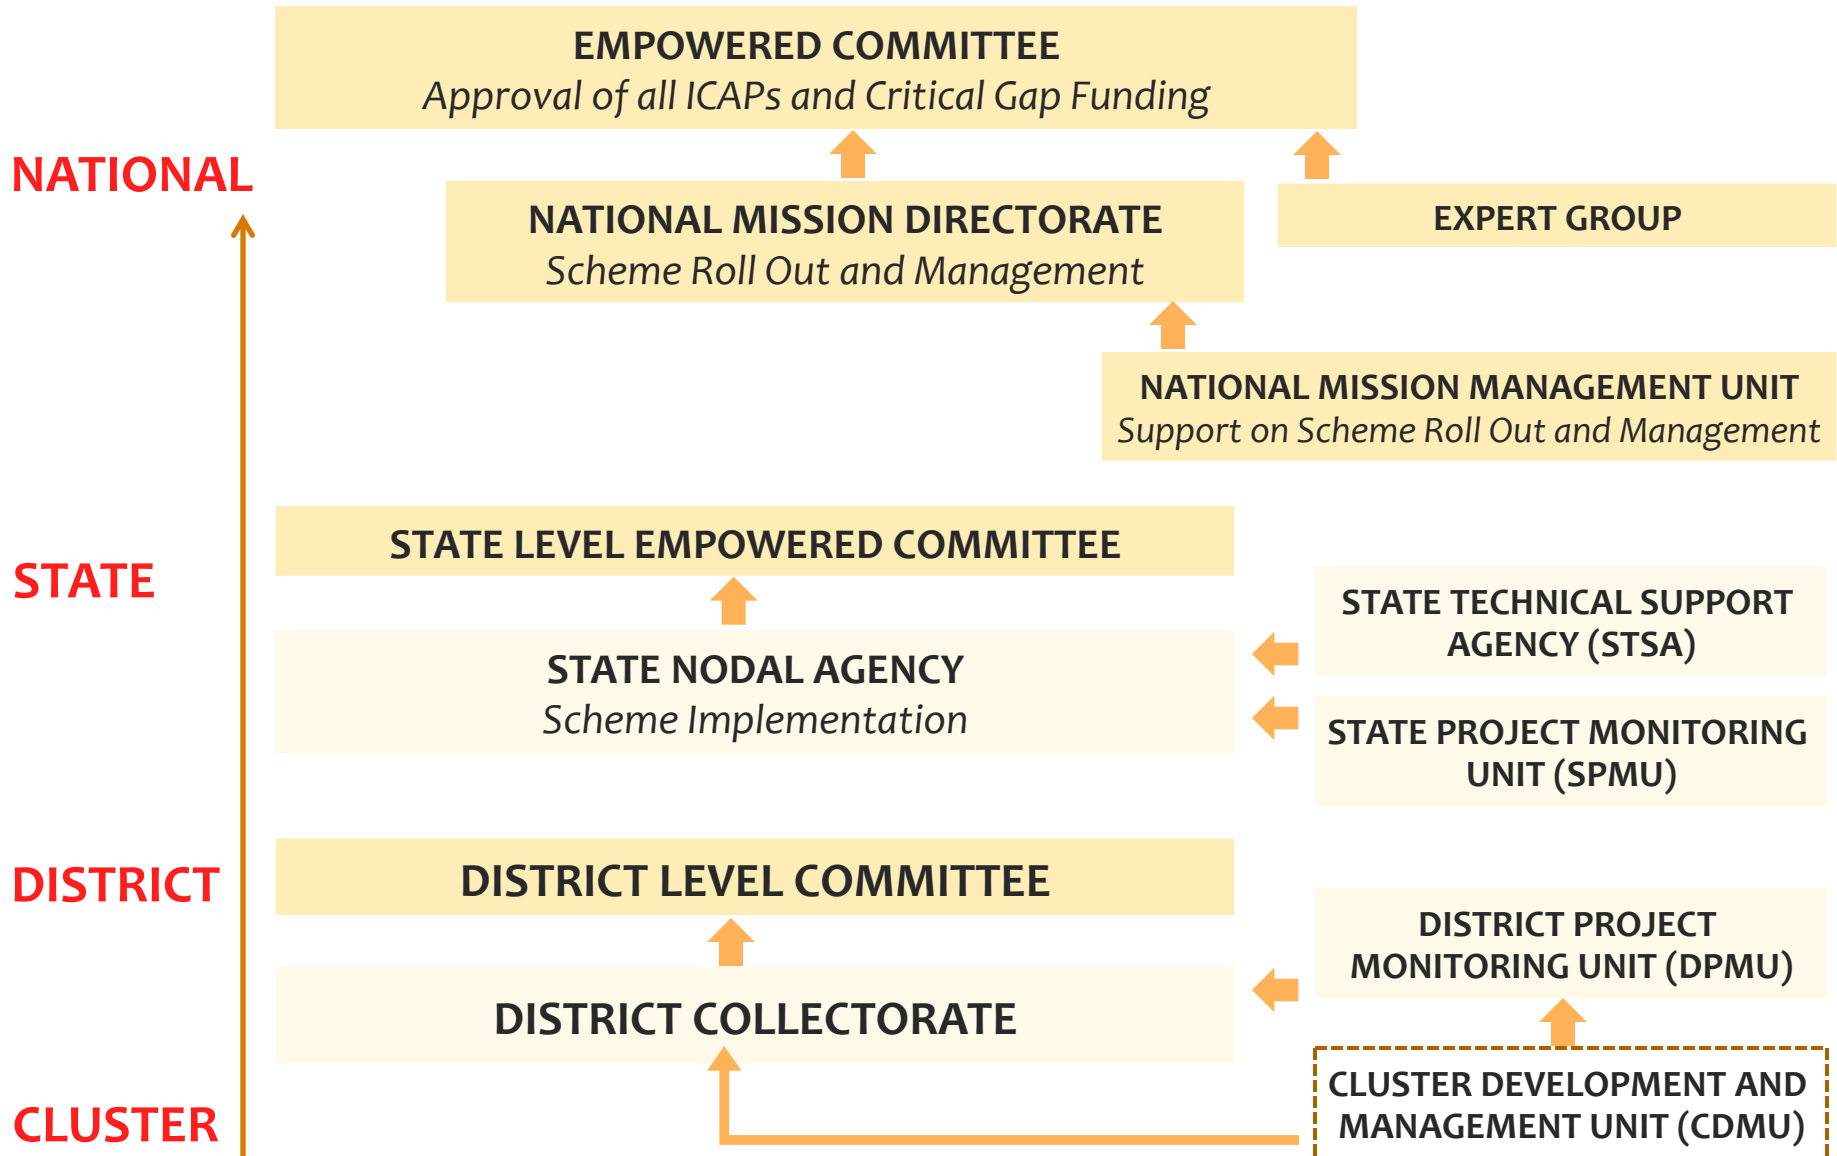 EMPOWERED COMMITTEE
Approval of all ICAPs and Critical Gap Funding
NATIONAL
NATIONAL MISSION DIRECTORATE
Scheme Roll Out and Management
EXPERT GROUP
NATIONAL MISSION MANAGEMENT UNIT
Support on Scheme Roll Out and Management
STATE
STATE LEVEL EMPOWERED COMMITTEE
STATE NODAL AGENCY
Scheme Implementation
STATE TECHNICAL SUPPORT
AGENCY (STSA)
STATE PROJECT MONITORING
UNIT (SPMU)
DISTRICT
DISTRICT LEVEL COMMITTEE
DISTRICT COLLECTORATE
DISTRICT PROJECT
MONITORING UNIT (DPMU)
CLUSTER
CLUSTER DEVELOPMENT AND
MANAGEMENT UNIT (CDMU)